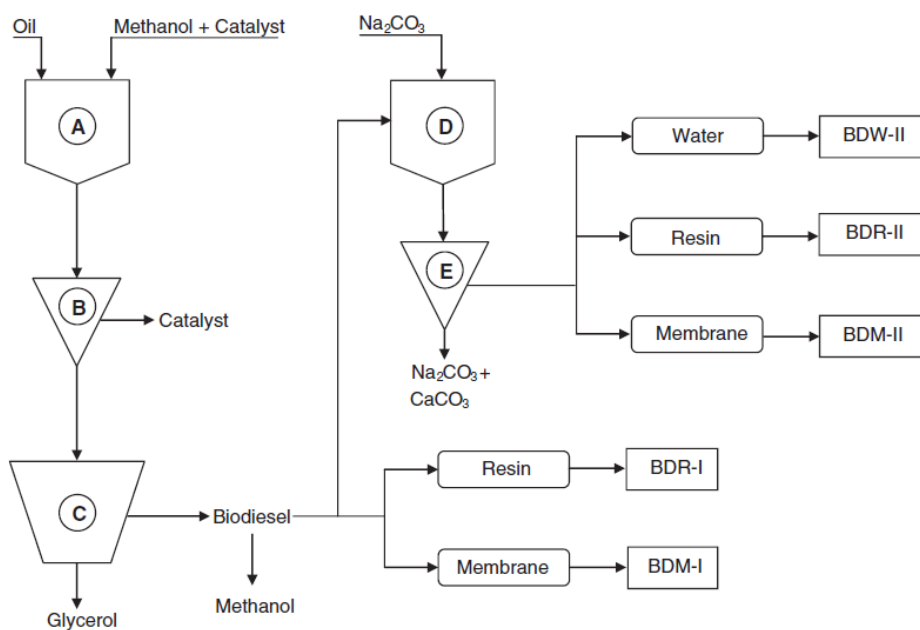 Oil
Methanol + Catalyst
Na₂CO₃
A
D
Water
BDW-II
Resin
BDR-II
B
Catalyst
E
Membrane
BDM-II
Na₂CO₃ +
CaCO₃
Resin
BDR-I
C
Biodiesel
Membrane
BDM-I
Glycerol
Methanol